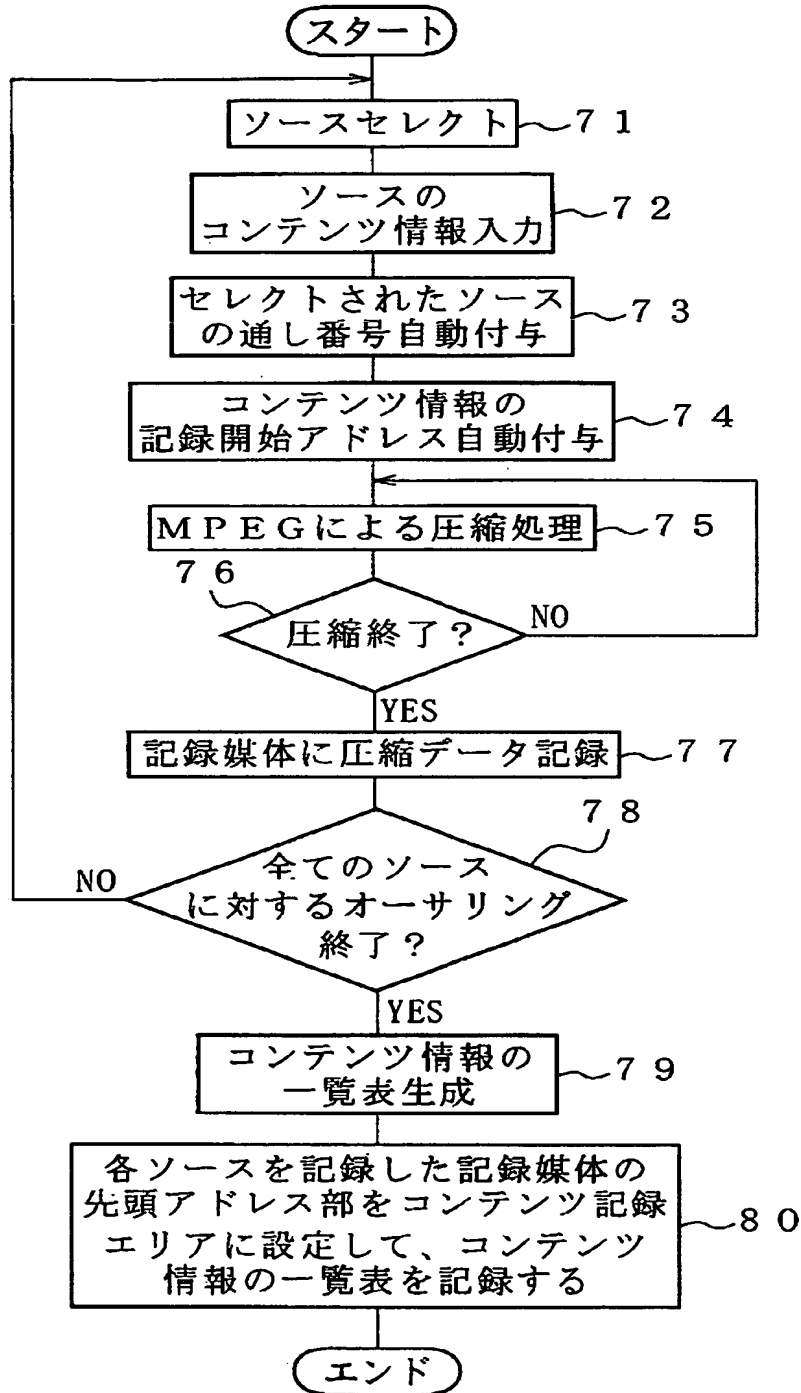 スタート
ソースセレクト
71
ソースの
コンテンツ情報入力
72
セレクトされたソース
の通し番号自動付与
73
コンテンツ情報の
記録開始アドレス自動付与
74
MPEGによる圧縮処理
75
76
圧縮終了?
NO
YES
記録媒体に圧縮データ記録
77
78
全てのソース
に対するオーサリング
終了?
NO
YES
コンテンツ情報の
一覧表生成
79
各ソースを記録した記録媒体の
先頭アドレス部をコンテンツ記録
エリアに設定して、コンテンツ
情報の一覧表を記録する
80
エンド